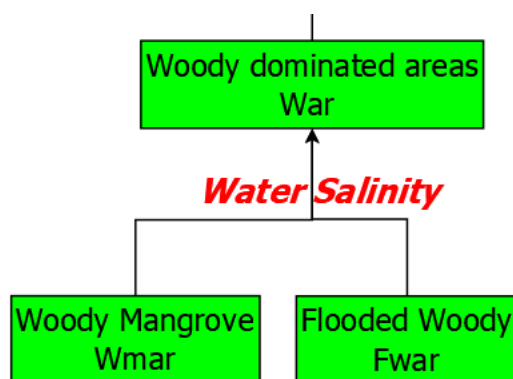 Woody dominated areas
War
Water Salinity
Woody Mangrove
Wmar
Flooded Woody
Fwar